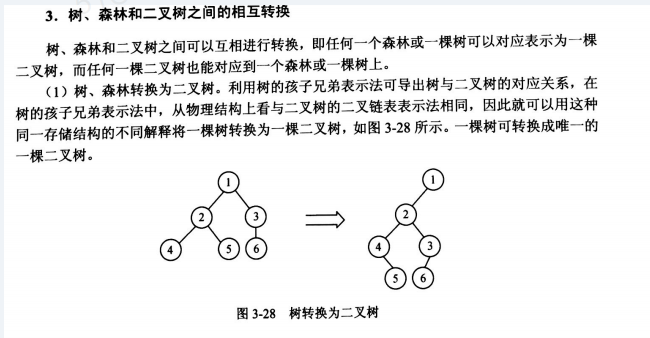 3．树、森林和二叉树之间的相互转换
树、森林和二叉树之间可以互相进行转换，即任何一个森林或一棵树可以对应表示为一棵
二叉树，而任何一棵二叉树也能对应到一个森林或一棵树上。
（1）树、森林转换为二叉树。利用树的孩子兄弟表示法可导出树与二叉树的对应关系，在
树的孩子兄弟表示法中，从物理结构上看与二叉树的二叉链表表示法相同，因此就可以用这种
同一存储结构的不同解释将一棵树转换为一棵二叉树，如图 3-28 所示。一棵树可转换成唯一的
一棵二叉树。
1
2 3
4 5 6
1
2
4 3
5 6
图 3-28 树转换为二叉树